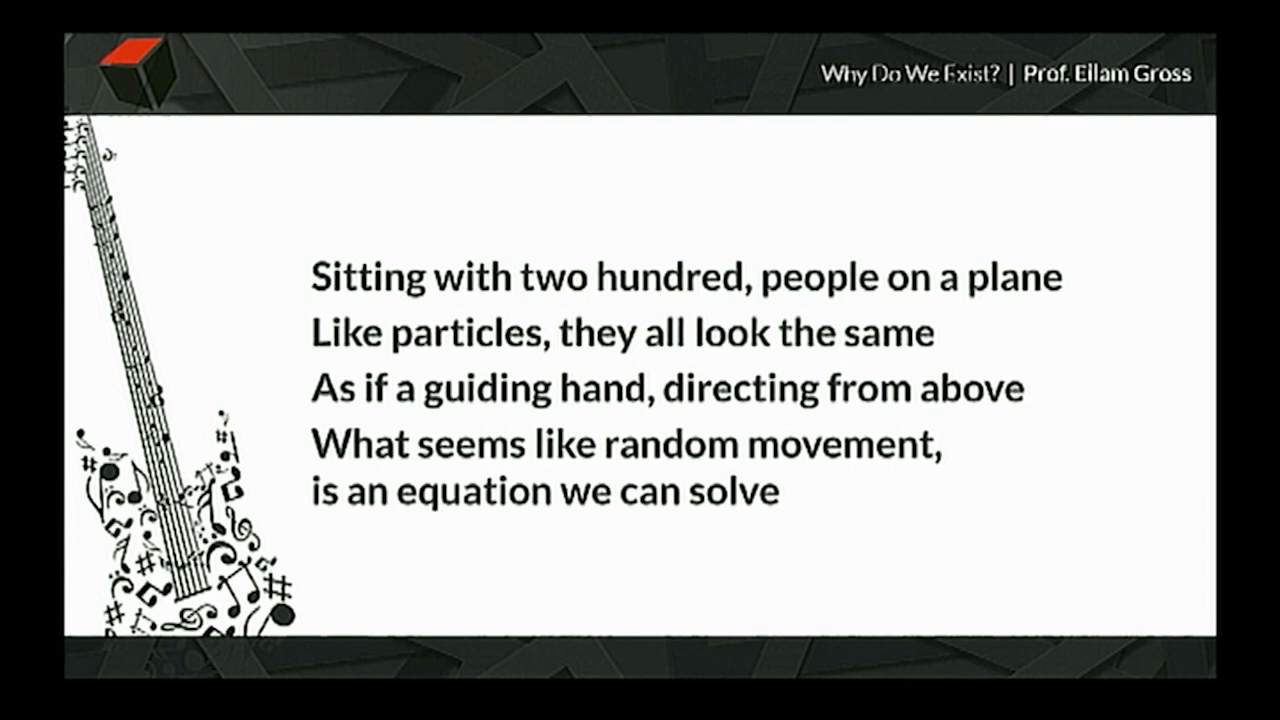 Why Do We Exist? | Prof. Eilam Gross
Sitting with two hundred, people on a plane
Like particles, they all look the same
As if a guiding hand, directing from above
What seems like random movement,
is an equation we can solve